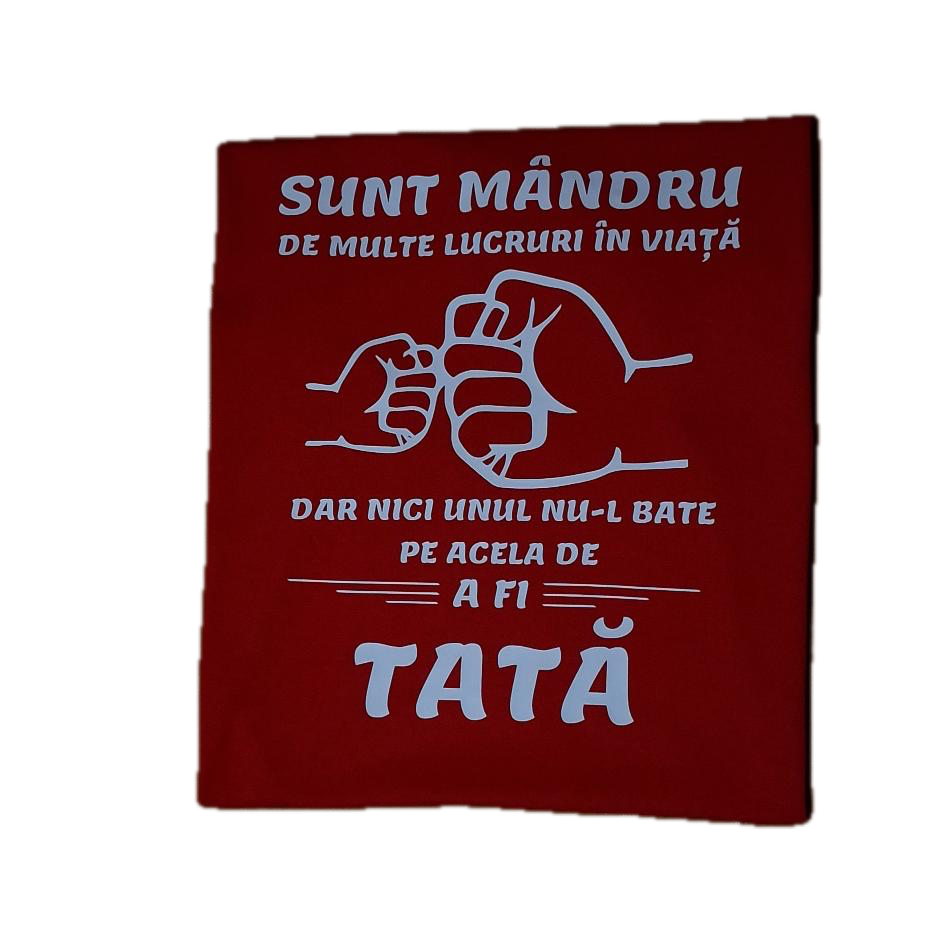 SUNT MÂNDRU
DE MULTE LUCRURI ÎN VIAȚĂ
DAR NICI UNUL NU-L BATE
PE ACELA DE
A FI
TATĂ